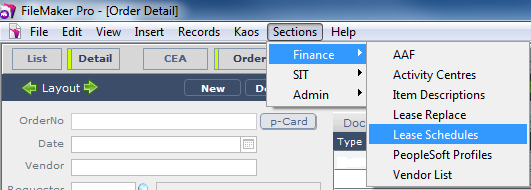 FileMaker Pro - [Order Detail]
File Edit View Insert Records Kaos Sections Help
List Detail CEA Order
Finance
SIT
Admin
AAF
Activity Centres
Item Descriptions
Lease Replace
Lease Schedules
PeopleSoft Profiles
Vendor List
Layout New
OrderNo p-Card
Date
Vendor
Doc
Type